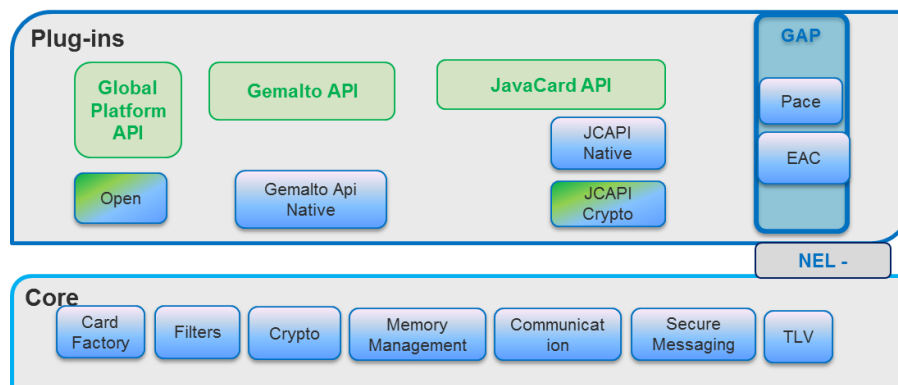 Plug-ins
GAP
Global
Platform
API
Gemalto API
JavaCard API
Pace
JCAPI
Native
EAC
Open
Gemalto Api
Native
JCAPI
Crypto
NEL -
Core
Card
Factory
Filters
Crypto
Memory
Management
Communicat
ion
Secure
Messaging
TLV